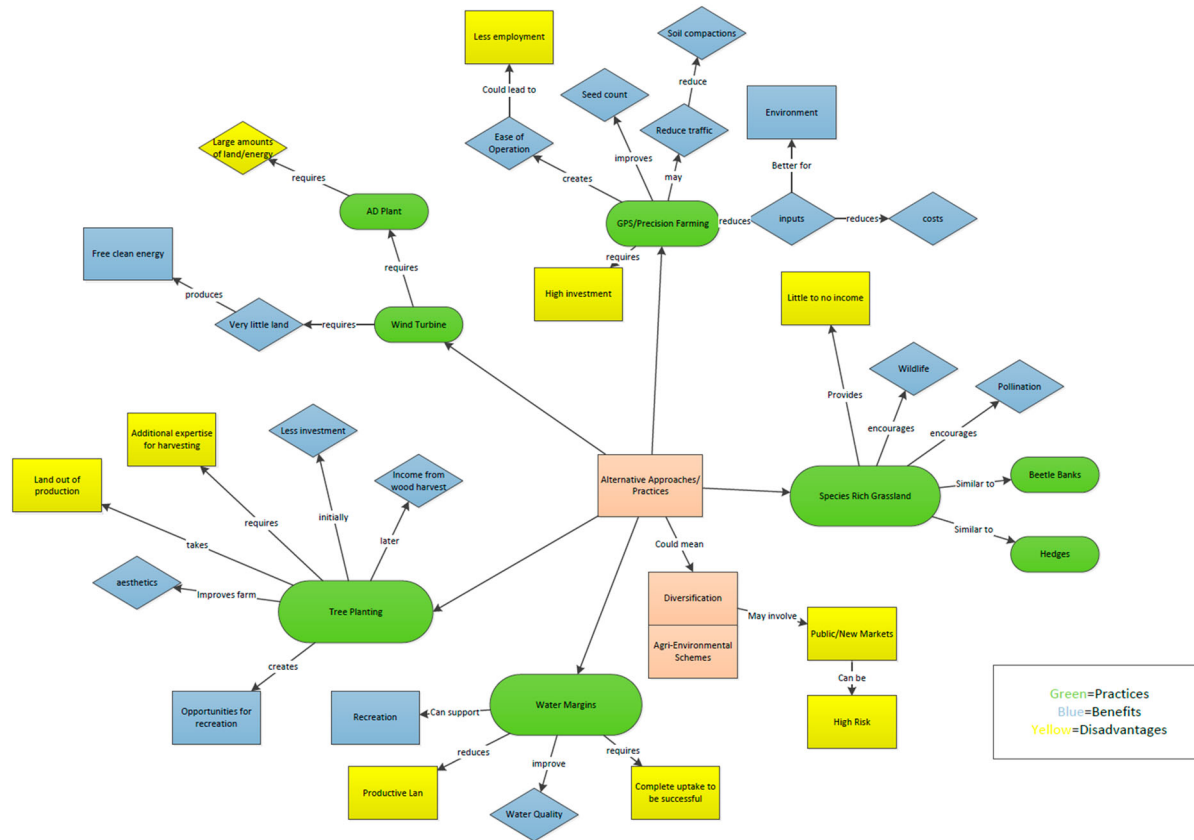 Less employment
Soil compactions
Could lead to
reduce
Seed count
Environment
Ease of
Operation
Reduce traffic
Large amounts
of land/energy
improves
Better for
requires
creates
may
AD Plant
GPS/Precision Farming
reduces
inputs
reduces
costs
Free clean energy
requires
requires
High investment
Little to no income
produces
Very little land
requires
Wind Turbine
Wildlife
Pollination
Provides
Additional expertise
for harvesting
Less investment
encourages
encourages
Income from
wood harvest
Land out of
production
Alternative Approaches/
Practices
Species Rich Grassland
Similar to
Beetle Banks
requires
initially
Similar to
takes
later
Could mean
Hedges
aesthetics
Improves farm
Tree Planting
Diversification
May involve
Public/New Markets
Agri-Environmental
Schemes
creates
Can be
Opportunities for
recreation
Recreation
Can support
Water Margins
High Risk
Green=Practices
Blue=Benefits
Yellow=Disadvantages
reduces
improve
requires
Productive Lan
Complete uptake to
be successful
Water Quality